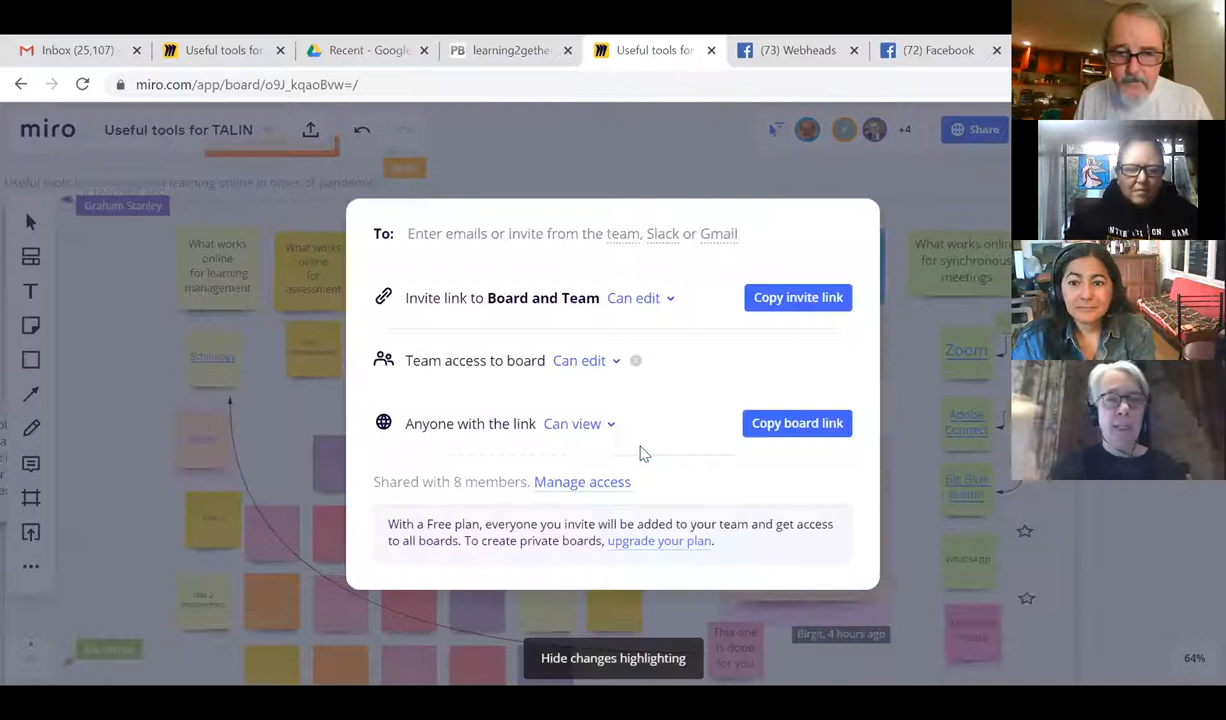 Inbox (25,107)
Useful tools for
Recent - Google
PB learning2gethe
Useful tools for
(73) Webheads
(72) Facebook
miro.com/app/board/o9J_kqaoBvw=/
miro
Useful tools for TALIN
+4
Share
Graham Stanley
What works
online
for learning
management
What works
online
for
assessment
What works onlin
for synchronous
meetings
Schoology
Zoom
Adobe
Connect
WhatsApp
This one
is done
for you
Birgit, 4 hours ago
64%
To: Enter emails or invite from the team, Slack or Gmail
Invite link to Board and Team Can edit
Copy invite link
Team access to board Can edit
Anyone with the link Can view
Copy board link
Shared with 8 members. Manage access
With a Free plan, everyone you invite will be added to your team and get access
to all boards. To create private boards, upgrade your plan.
Hide changes highlighting